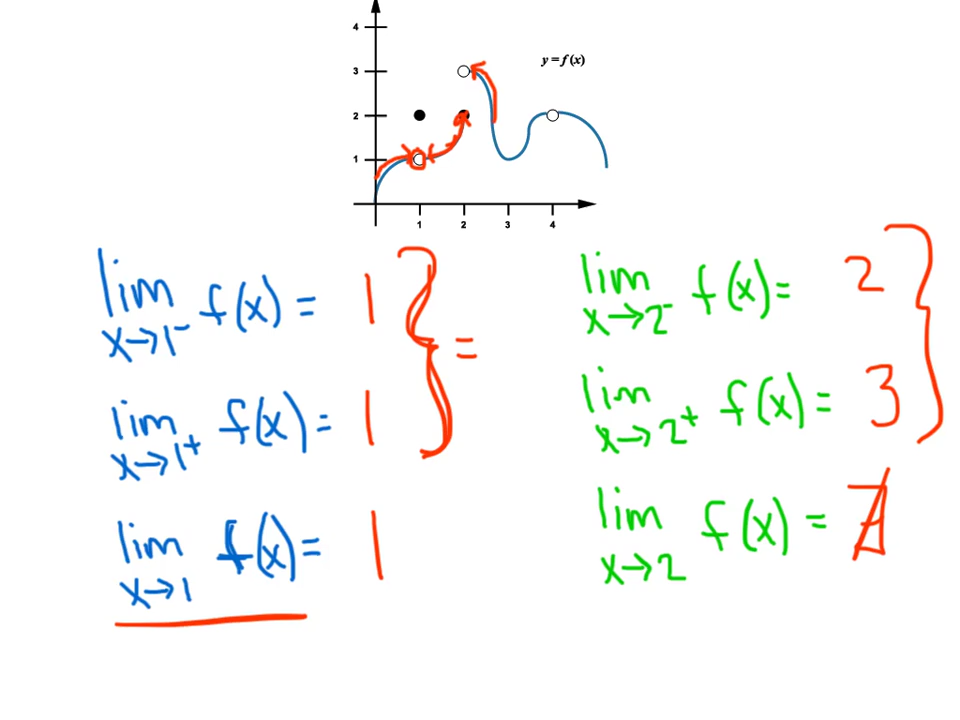 4
3
y = f(x)
2
1
1 2 3 4
lim x→1⁻ f(x) = 1
lim x→1⁺ f(x) = 1
=
lim x→1 f(x) = 1
lim x→2⁻ f(x) = 2
lim x→2⁺ f(x) = 3
lim x→2 f(x) = ∄